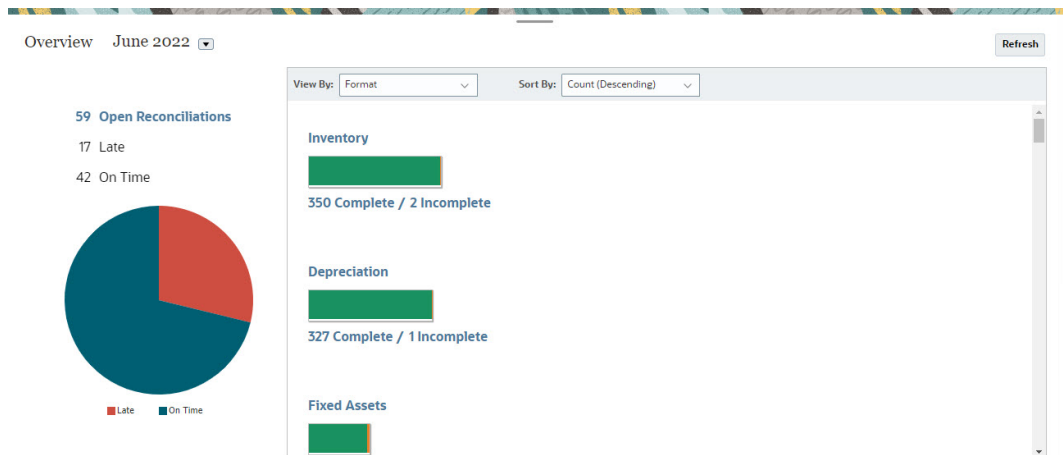 Overview June 2022
Refresh
View By: Format Sort By: Count (Descending)
59 Open Reconciliations
17 Late
42 On Time
Late On Time
Inventory
350 Complete / 2 Incomplete
Depreciation
327 Complete / 1 Incomplete
Fixed Assets